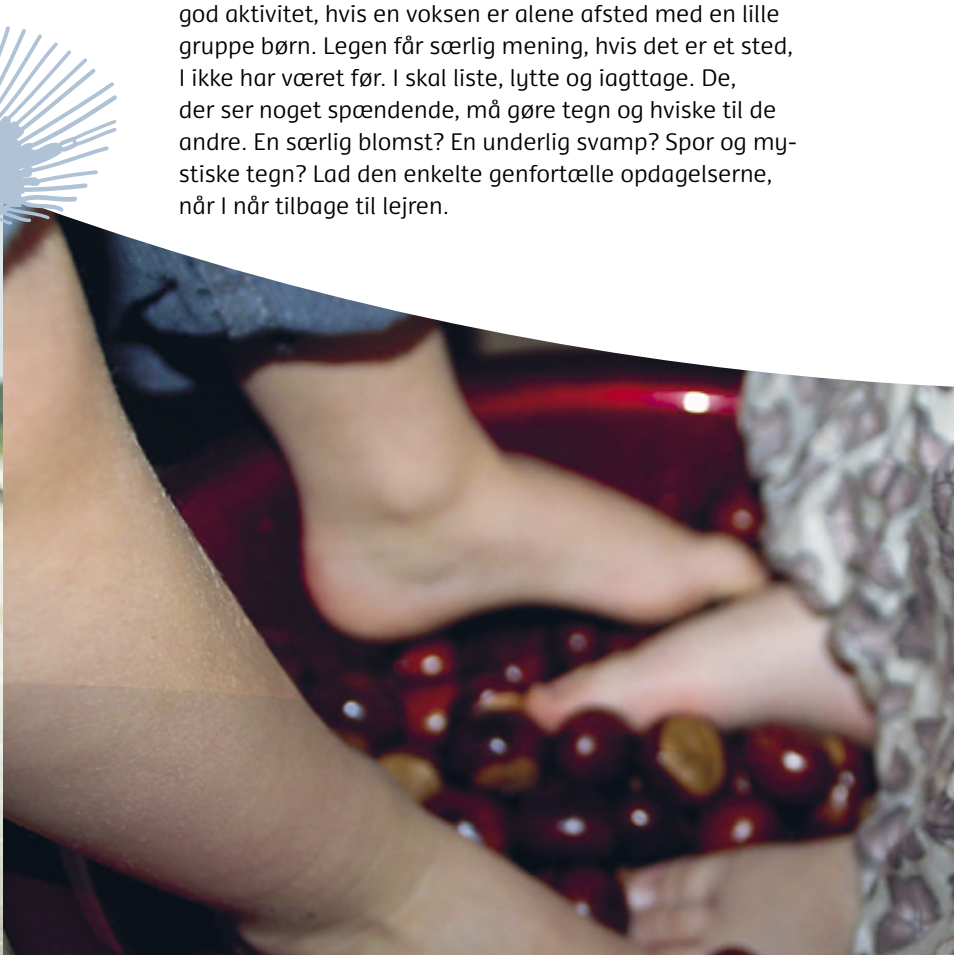 god aktivitet, hvis en voksen er alene afsted med en lille
gruppe børn. Legen får særlig mening, hvis det er et sted,
I ikke har været før. I skal liste, lytte og iagttage. De,
der ser noget spændende, må gøre tegn og hviske til de
andre. En særlig blomst? En underlig svamp? Spor og my-
stiske tegn? Lad den enkelte genfortælle opdagelserne,
når I når tilbage til lejren.